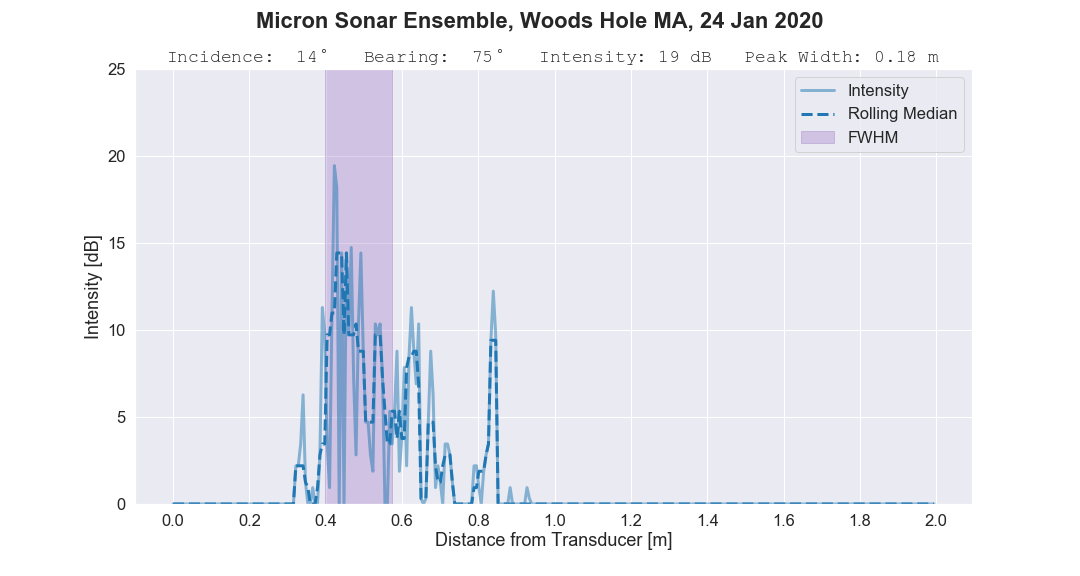 Micron Sonar Ensemble, Woods Hole MA, 24 Jan 2020
Incidence: 14° Bearing: 75° Intensity: 19 dB Peak Width: 0.18 m
25
20
15
10
5
0
Intensity [dB]
Intensity
Rolling Median
FWHM
0.0 0.2 0.4 0.6 0.8 1.0 1.2 1.4 1.6 1.8 2.0
Distance from Transducer [m]